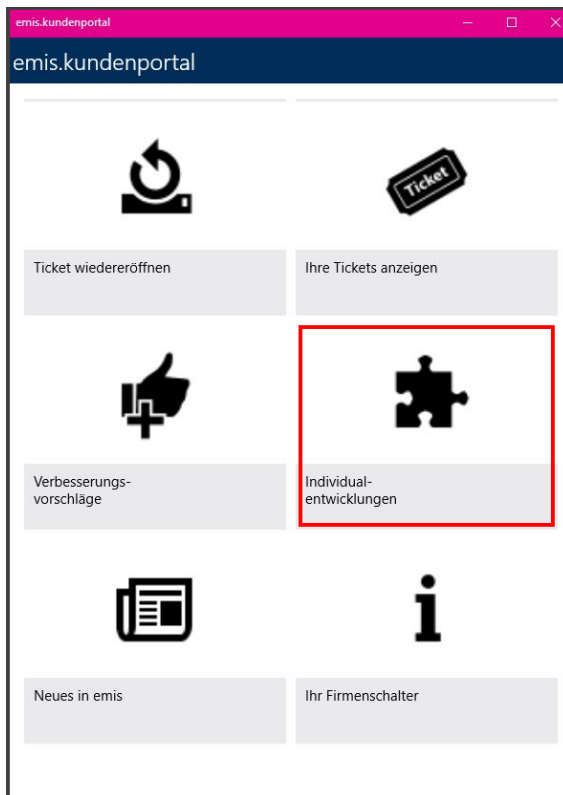 emis.kundenportal
emis.kundenportal
Ticket
Ticket wiedereröffnen
Ihre Tickets anzeigen
Verbesserungs-
vorschläge
Individual-
entwicklungen
Neues in emis
Ihr Firmenschalter